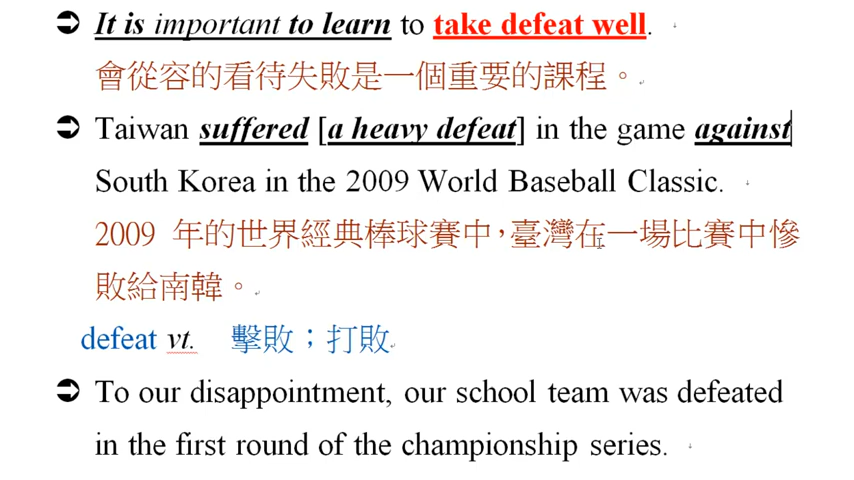 ➲ It is important to learn to take defeat well.
會從容的看待失敗是一個重要的課程。
➲ Taiwan suffered [a heavy defeat] in the game against
South Korea in the 2009 World Baseball Classic.
2009 年的世界經典棒球賽中，臺灣在一場比賽中慘
敗給南韓。
defeat vt. 擊敗；打敗
➲ To our disappointment, our school team was defeated
in the first round of the championship series.